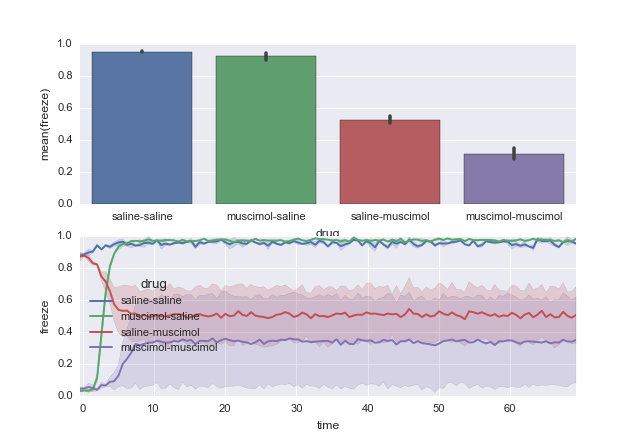 1.0
0.8
0.6
0.4
0.2
0.0
mean(freeze)
saline-saline muscimol-saline saline-muscimol muscimol-muscimol
drug
1.0
0.8
0.6
0.4
0.2
0.0
freeze
drug
saline-saline
muscimol-saline
saline-muscimol
muscimol-muscimol
0 10 20 30 40 50 60
time